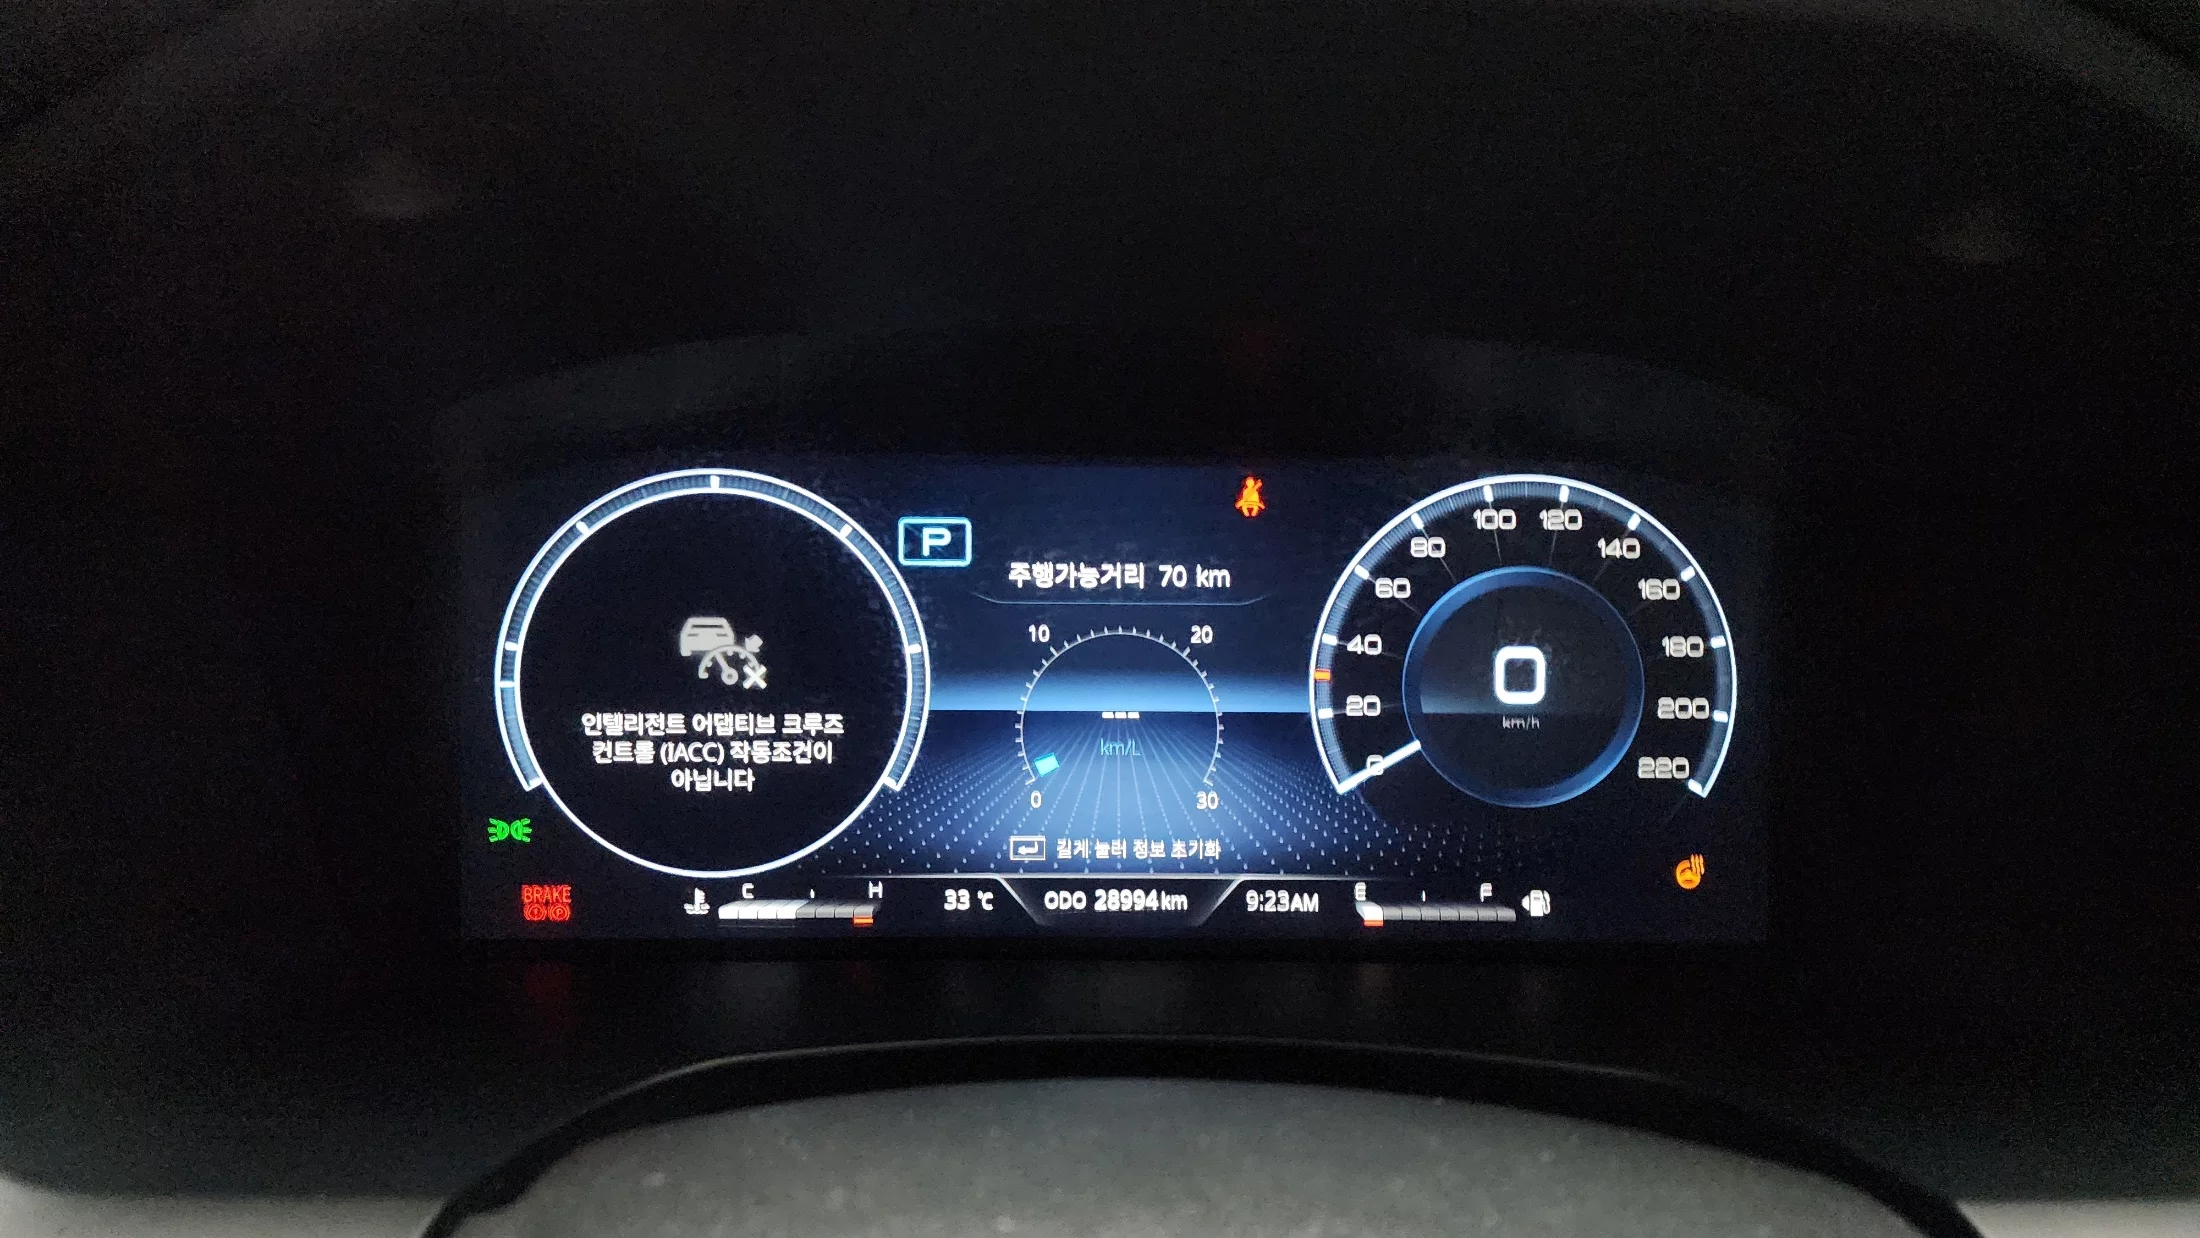 P
주행가능거리 70 km
10 20
---
km/L
0 30
길게 눌러 정보 초기화
인텔리전트 어댑티브 크루즈
컨트롤 (IACC) 작동조건이
아닙니다
0 20 40 60 80 100 120 140 160 180 200 220
0
km/h
BRAKE
P
C H
33 ℃
ODO 28994 km
9:23AM
E F